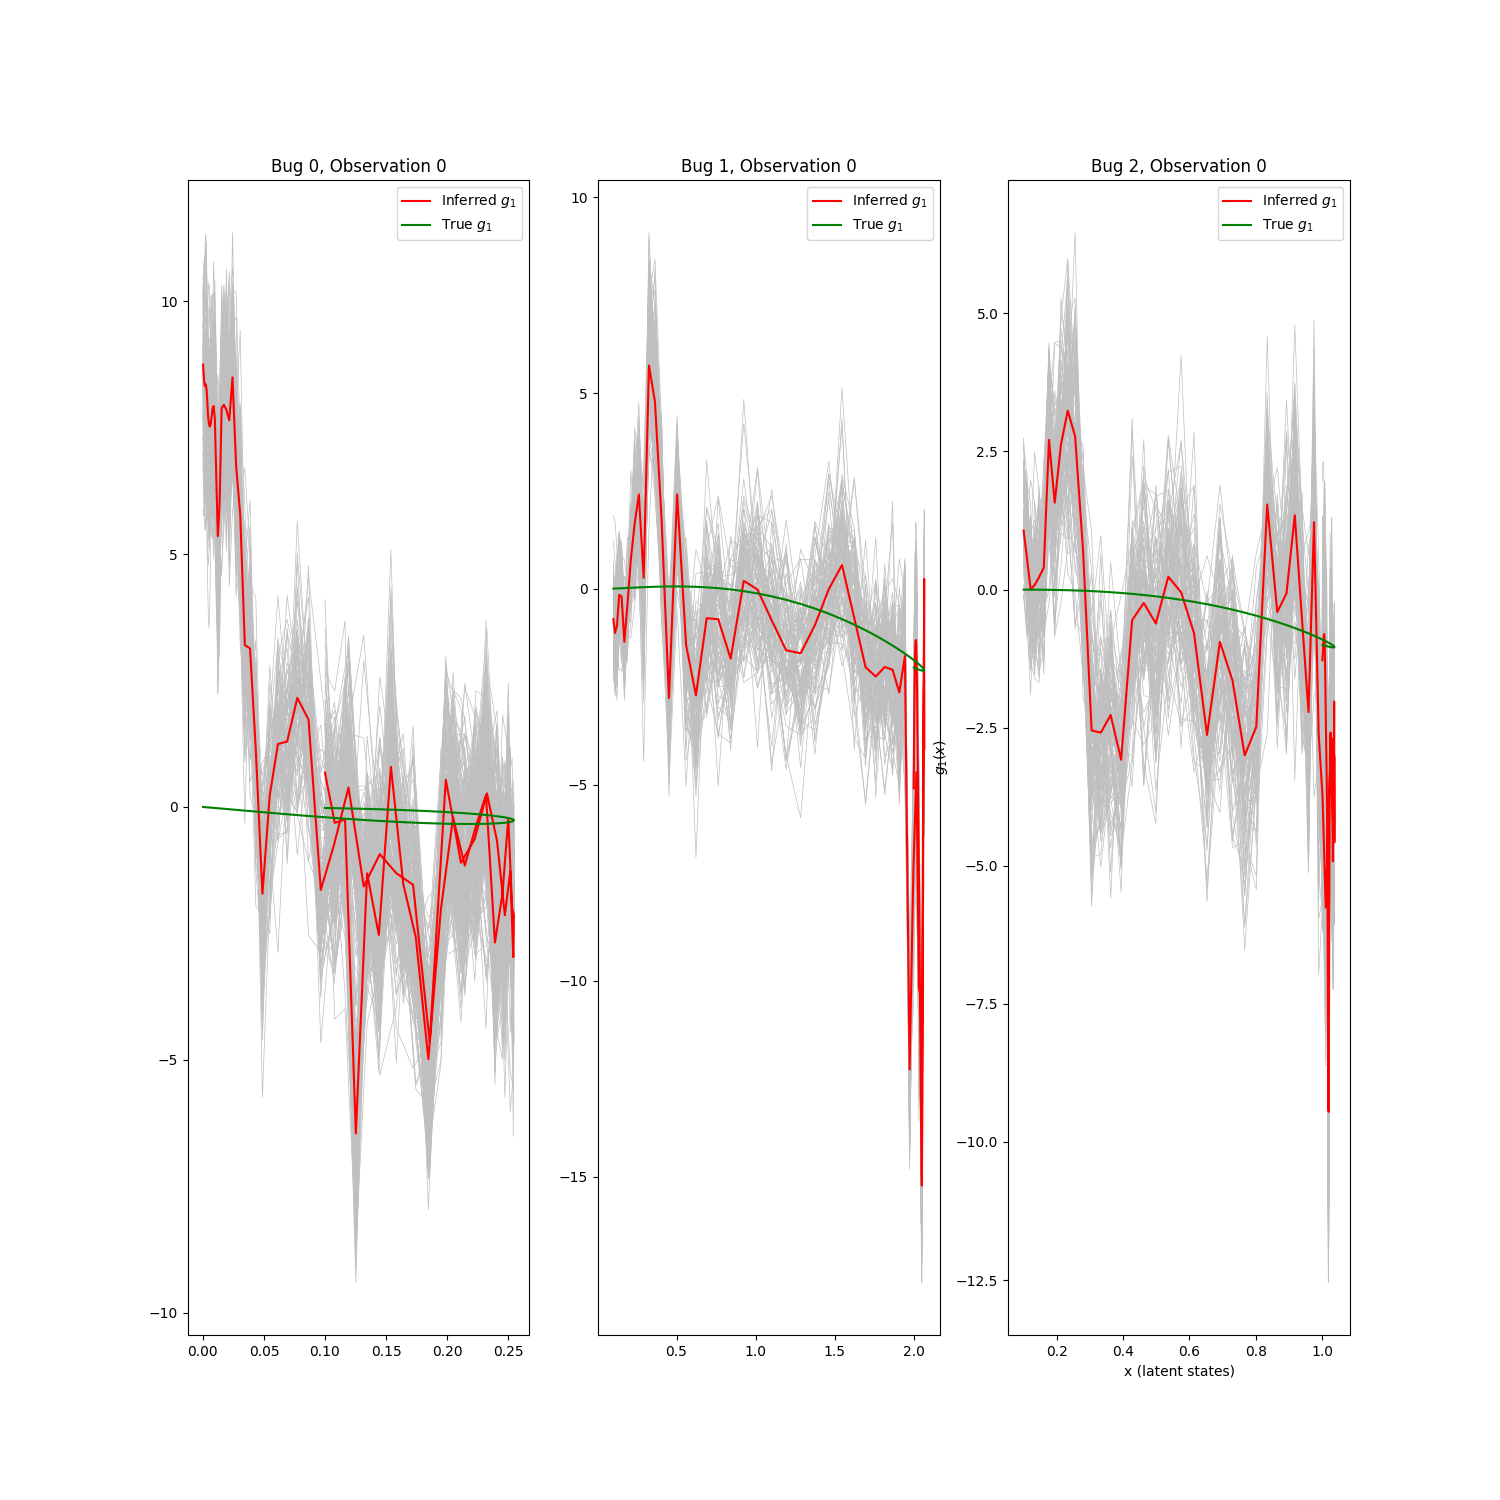 Bug 0, Observation 0
Inferred g₁
True g₁
10
5
0
−5
−10
0.00 0.05 0.10 0.15 0.20 0.25
Bug 1, Observation 0
Inferred g₁
True g₁
10
5
0
−5
−10
−15
0.5 1.0 1.5 2.0
Bug 2, Observation 0
Inferred g₁
True g₁
g₁(x)
5.0
2.5
0.0
−2.5
−5.0
−7.5
−10.0
−12.5
0.2 0.4 0.6 0.8 1.0
x (latent states)